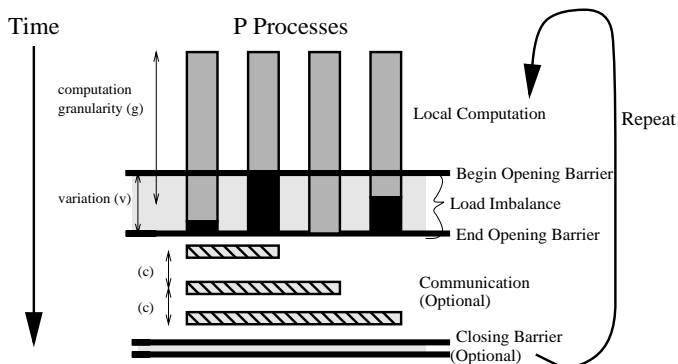 Time
P Processes
computation
granularity (g)
Local Computation
Repeat
Begin Opening Barrier
variation (v)
Load Imbalance
End Opening Barrier
(c)
Communication
(Optional)
(c)
Closing Barrier
(Optional)